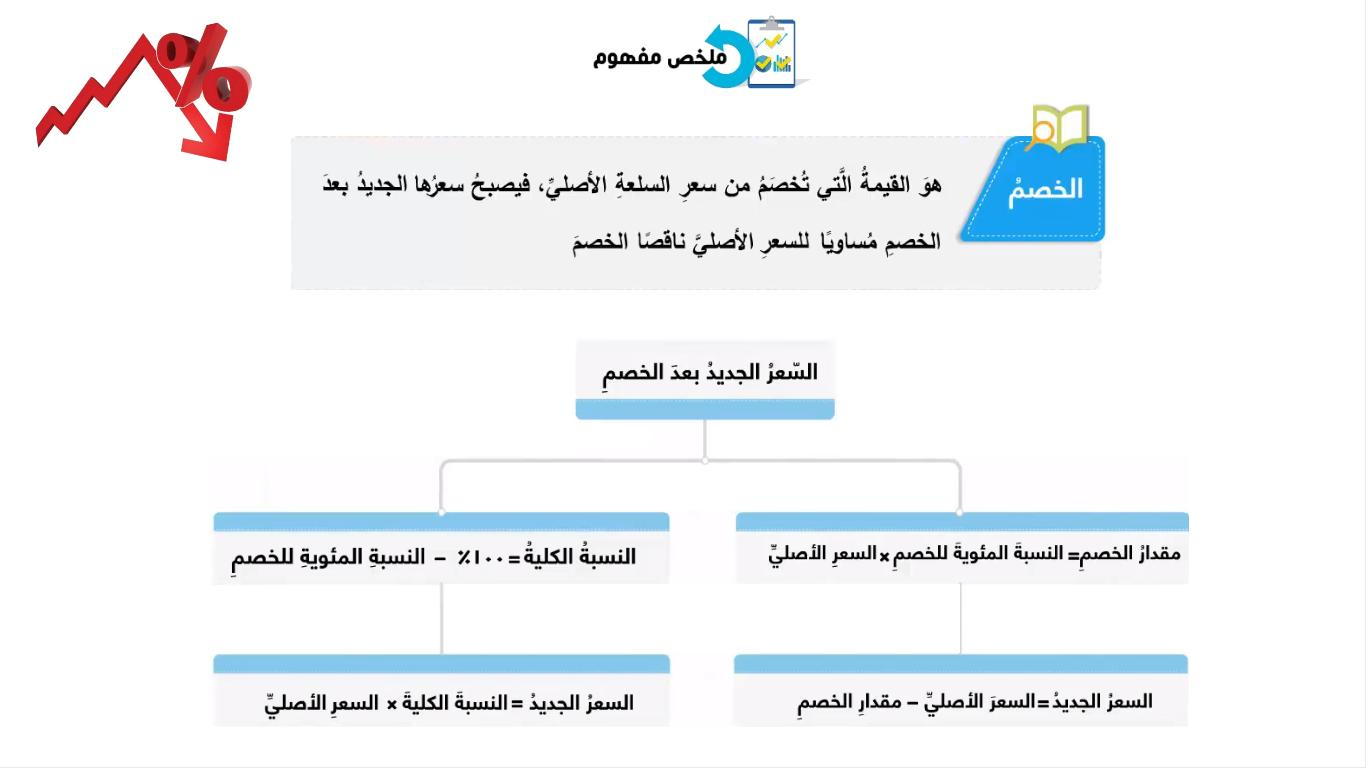 ملخص مفهوم
%
الخصمُ
هوَ القيمةُ الَّتي تُخصَمُ من سعرِ السلعةِ الأصليِّ، فيصبحُ سعرُها الجديدُ بعدَ
الخصمِ مُساويًا للسعرِ الأصليَّ ناقصًا الخصمَ
السّعرُ الجديدُ بعدَ الخصمِ
مقدارُ الخصمِ= النسبةَ المئويةَ للخصمِ × السعرِ الأصليِّ
النسبةُ الكليةُ = ١٠٠٪ – النسبةِ المئويةِ للخصمِ
السعرُ الجديدُ = السعرَ الأصليِّ – مقدارِ الخصمِ
السعرُ الجديدُ = النسبةَ الكليةَ × السعرِ الأصليِّ